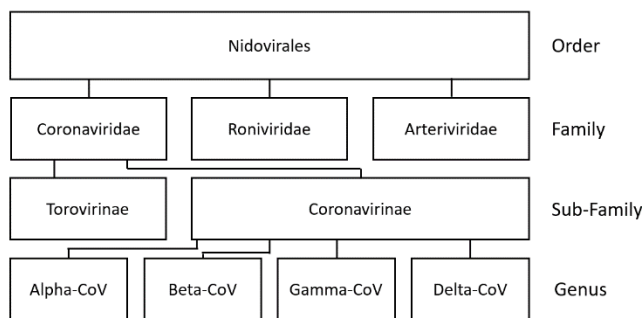 Nidovirales
Order
Coronaviridae
Roniviridae
Arteriviridae
Family
Torovirinae
Coronavirinae
Sub-Family
Alpha-CoV
Beta-CoV
Gamma-CoV
Delta-CoV
Genus